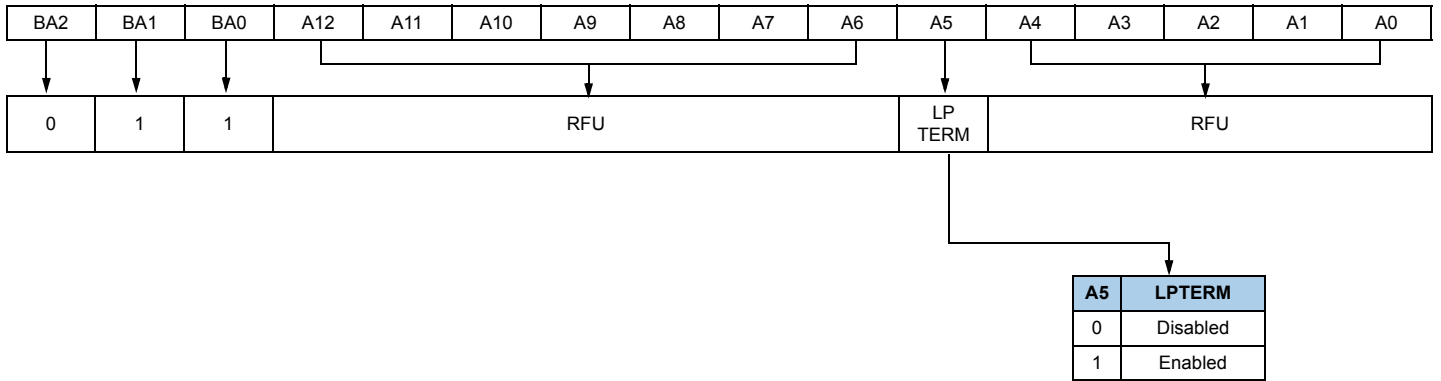 BA2 BA1 BA0 A12 A11 A10 A9 A8 A7 A6 A5 A4 A3 A2 A1 A0
0 1 1 RFU LP TERM RFU
A5 LPTERM
0 Disabled
1 Enabled